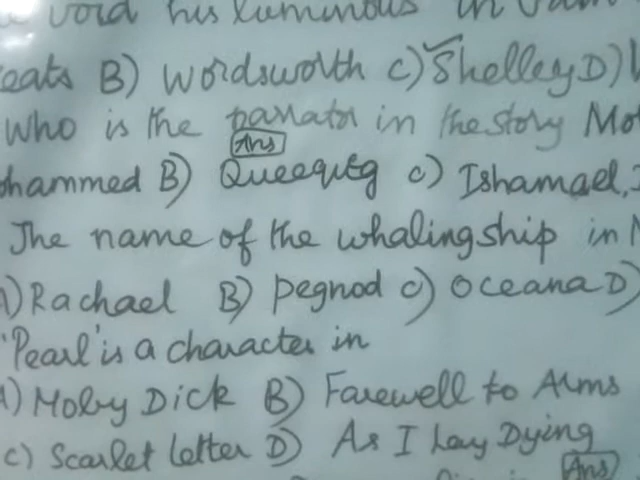 void his luminous in
eats B) Wordsworth C) Shelley D)
Who is the narrator in the story Mo
Ans
hammed B) Queequeg C) Ishamael,
The name of the whaling ship in
A) Rachael B) Pegnod C) Oceana D)
'Pearl' is a character in
A) Moby Dick B) Farewell to Arms
C) Scarlet Letter D) As I Lay Dying
Ans